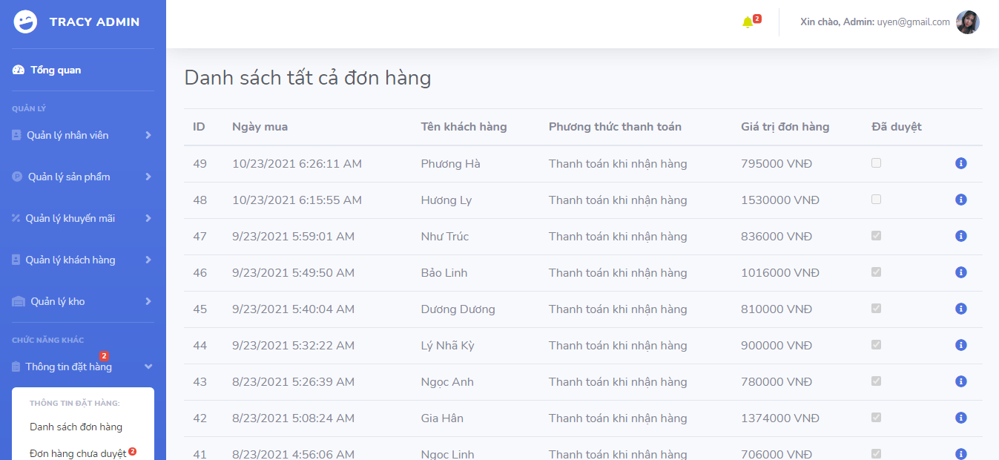 TRACY ADMIN
2
Xin chào, Admin: uyen@gmail.com
Tổng quan
QUẢN LÝ
Quản lý nhân viên
Quản lý sản phẩm
Quản lý khuyến mãi
Quản lý khách hàng
Quản lý kho
CHỨC NĂNG KHÁC
2
Thông tin đặt hàng
THÔNG TIN ĐẶT HÀNG:
Danh sách đơn hàng
Đơn hàng chưa duyệt 2
Danh sách tất cả đơn hàng
ID Ngày mua Tên khách hàng Phương thức thanh toán Giá trị đơn hàng Đã duyệt
49 10/23/2021 6:26:11 AM Phương Hà Thanh toán khi nhận hàng 795000 VNĐ
48 10/23/2021 6:15:55 AM Hương Ly Thanh toán khi nhận hàng 1530000 VNĐ
47 9/23/2021 5:59:01 AM Như Trúc Thanh toán khi nhận hàng 836000 VNĐ
46 9/23/2021 5:49:50 AM Bảo Linh Thanh toán khi nhận hàng 1016000 VNĐ
45 9/23/2021 5:40:04 AM Dương Dương Thanh toán khi nhận hàng 810000 VNĐ
44 9/23/2021 5:32:22 AM Lý Nhã Kỳ Thanh toán khi nhận hàng 900000 VNĐ
43 8/23/2021 5:26:39 AM Ngọc Anh Thanh toán khi nhận hàng 780000 VNĐ
42 8/23/2021 5:08:24 AM Gia Hân Thanh toán khi nhận hàng 1374000 VNĐ
41 8/23/2021 4:56:06 AM Ngọc Linh Thanh toán khi nhận hàng 706000 VNĐ